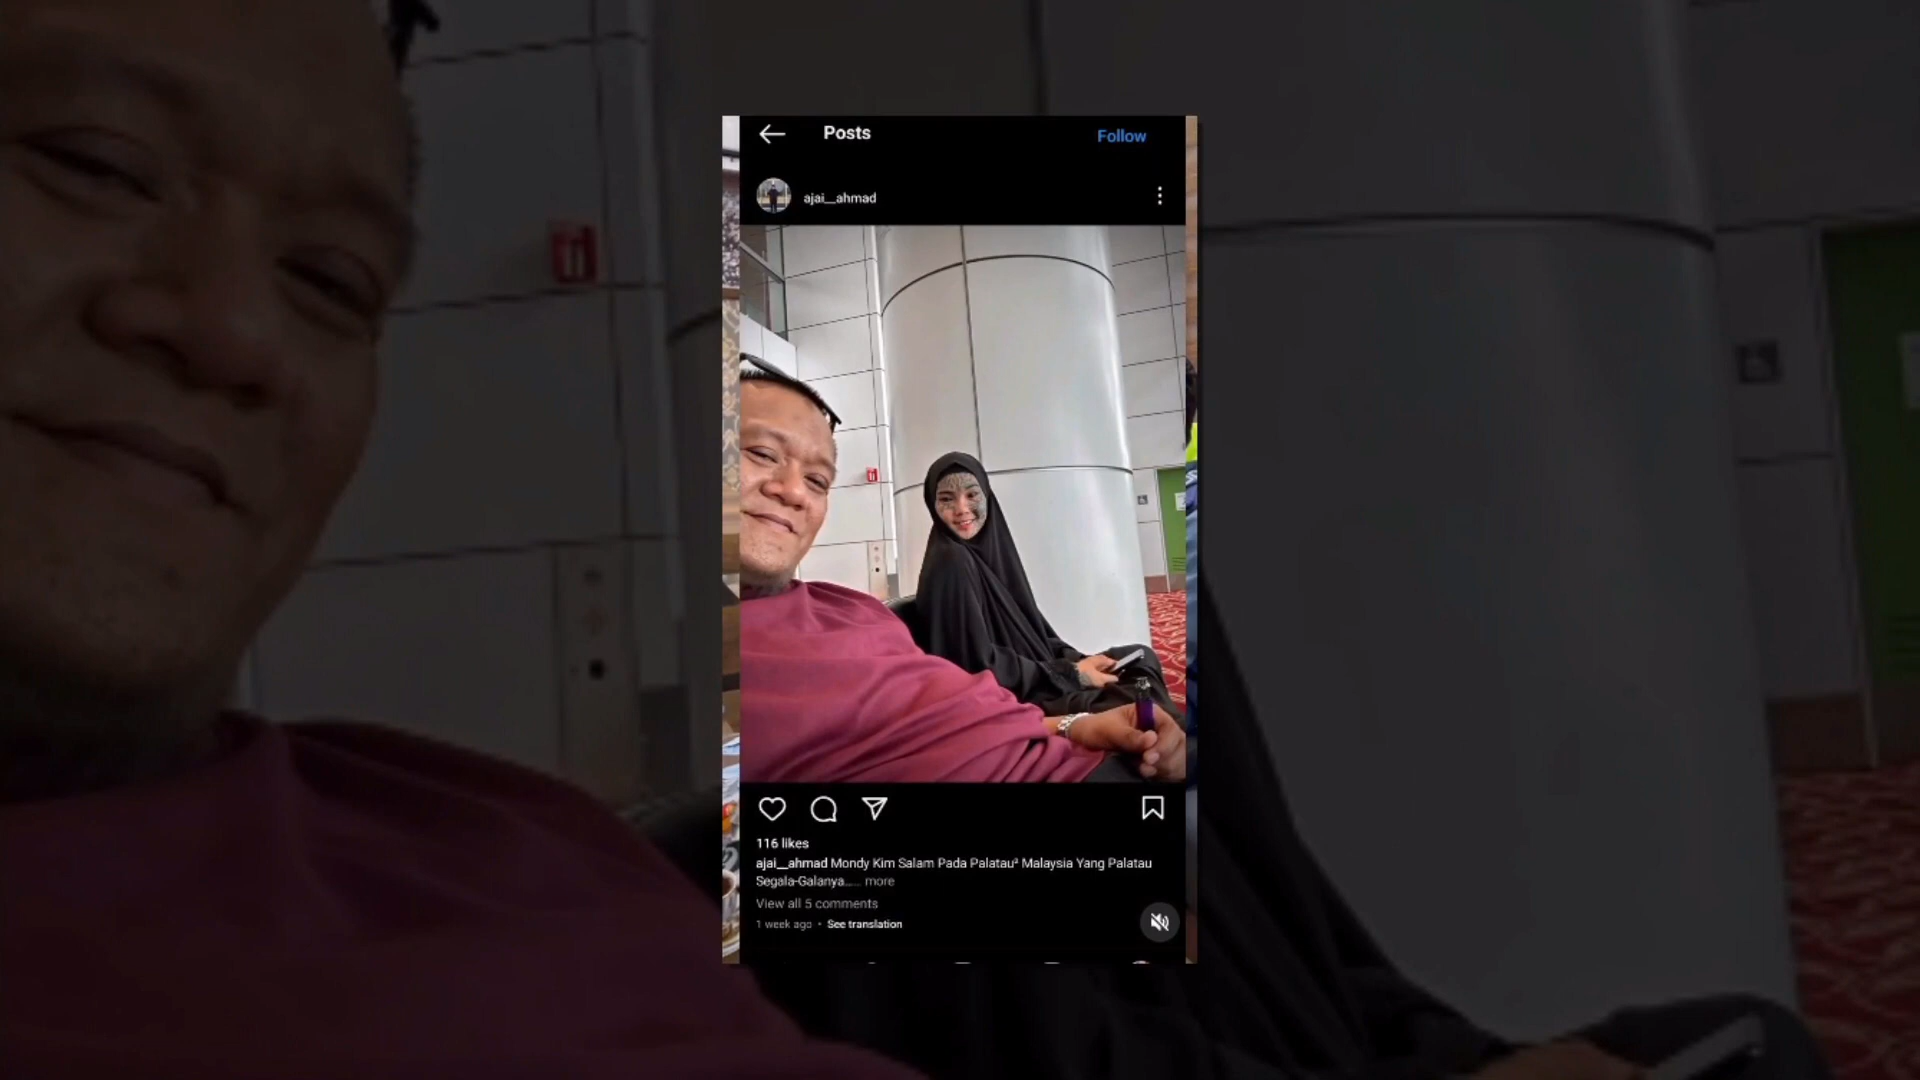 Posts
Follow
ajai__ahmad
116 likes
ajai__ahmad Mondy Kim Salam Pada Palatau² Malaysia Yang Palatau
Segala-Galanya.... more
View all 5 comments
1 week ago • See translation